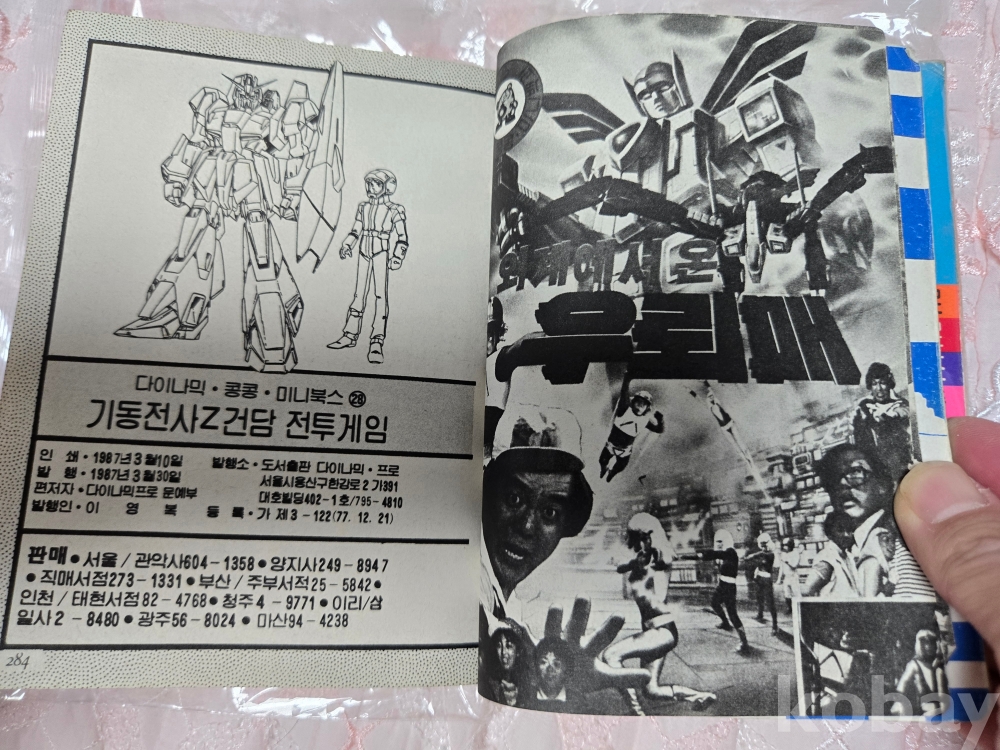 다이나믹·콩콩·미니북스 28
기동전사Z건담 전투게임
인 쇄·1987년 3월10일
발 행·1987년 3월30일
편저자·다이나믹프로 문예부
발행인·이 영 복
발행소·도서출판 다이나믹·프로
서울시용산구한강로2가391
대호빌딩402-1호/795-4810
등 록·가 제3-122(77. 12. 21)
판매●서울/관악사604-1358●양지사249-8947
●직매서점273-1331●부산/주부서적25-5842●
인천/태현서점82-4768●청주4-9771●이리/삼
일사2-8480●광주56-8024●마산94-4238
284
외계에서 온
우뢰매
kobay